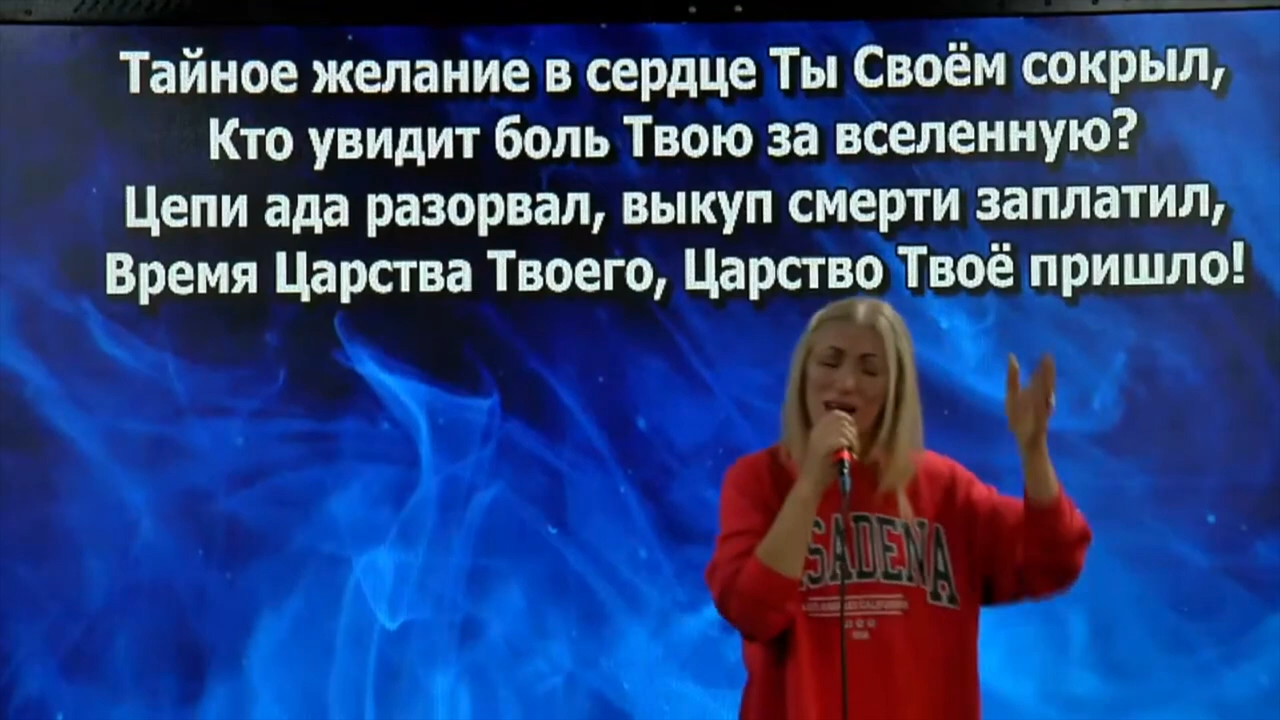 Тайное желание в сердце Ты Своём сокрыл,
Кто увидит боль Твою за вселенную?
Цепи ада разорвал, выкуп смерти заплатил,
Время Царства Твоего, Царство Твоё пришло!
SADENA